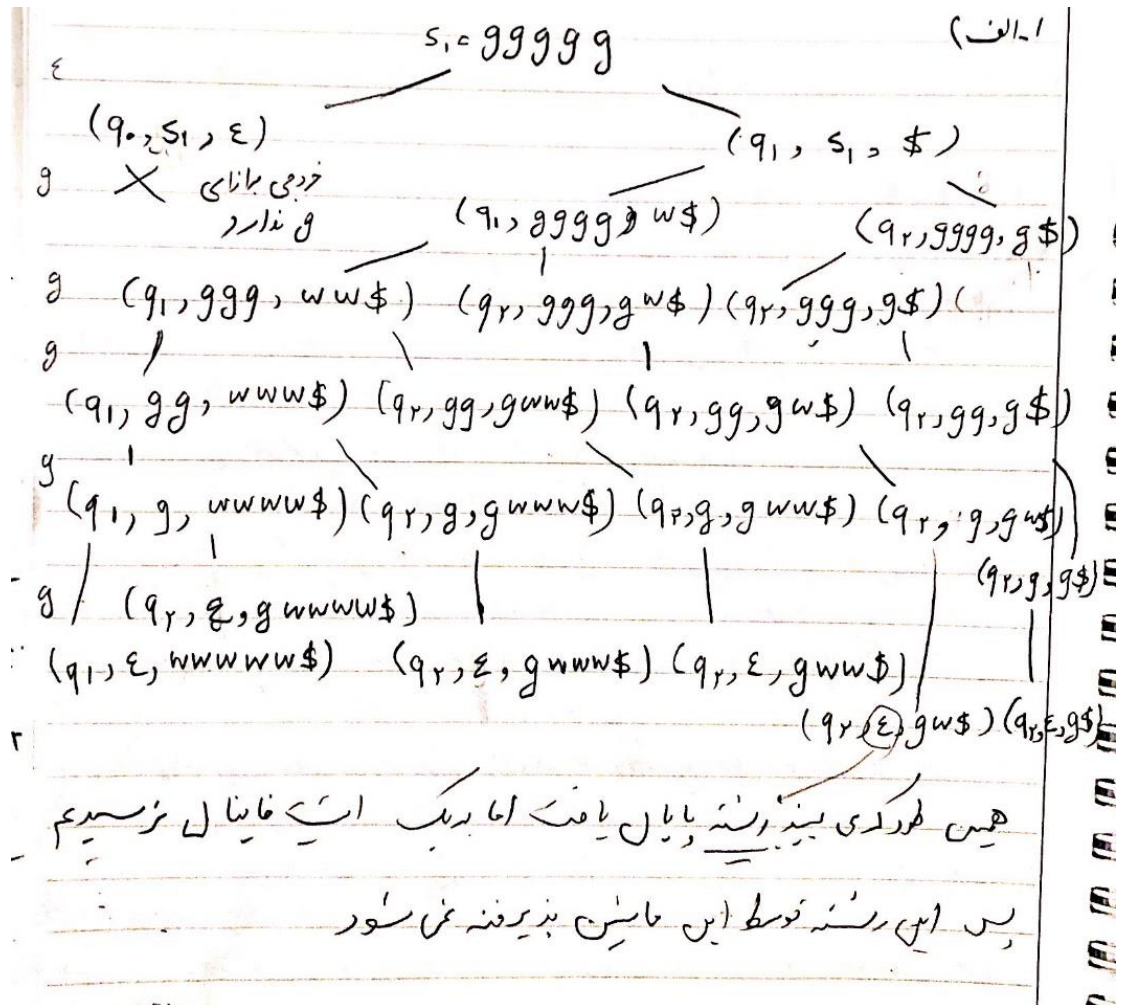 ۱-الف)
s₁ = ggggg
ε
(q₀, s₁, ε) (q₁, s₁, $)
g خروجی با نای
g ندارد
(q₁, gggg, w$) (q₂, gggg, g$)
g (q₁, ggg, ww$) (q₂, ggg, gw$) (q₂, ggg, g$) (
g
(q₁, gg, www$) (q₂, gg, gww$) (q₂, gg, gw$) (q₂, gg, g$)
g
(q₁, g, wwww$) (q₂, g, gwww$) (q₂, g, gww$) (q₂, g, gw$)
(q₂, g, g$)
g (q₂, ε, gwwww$)
(q₁, ε, wwwww$) (q₂, ε, gwww$) (q₂, ε, gww$)
(q₂, ε, gw$) (q₂, ε, g$)
همین طور که می بینید رشته پایان یافت اما به یک استیت فاینال نرسیدیم
پس این رشته توسط این ماشین پذیرفته نمی شود